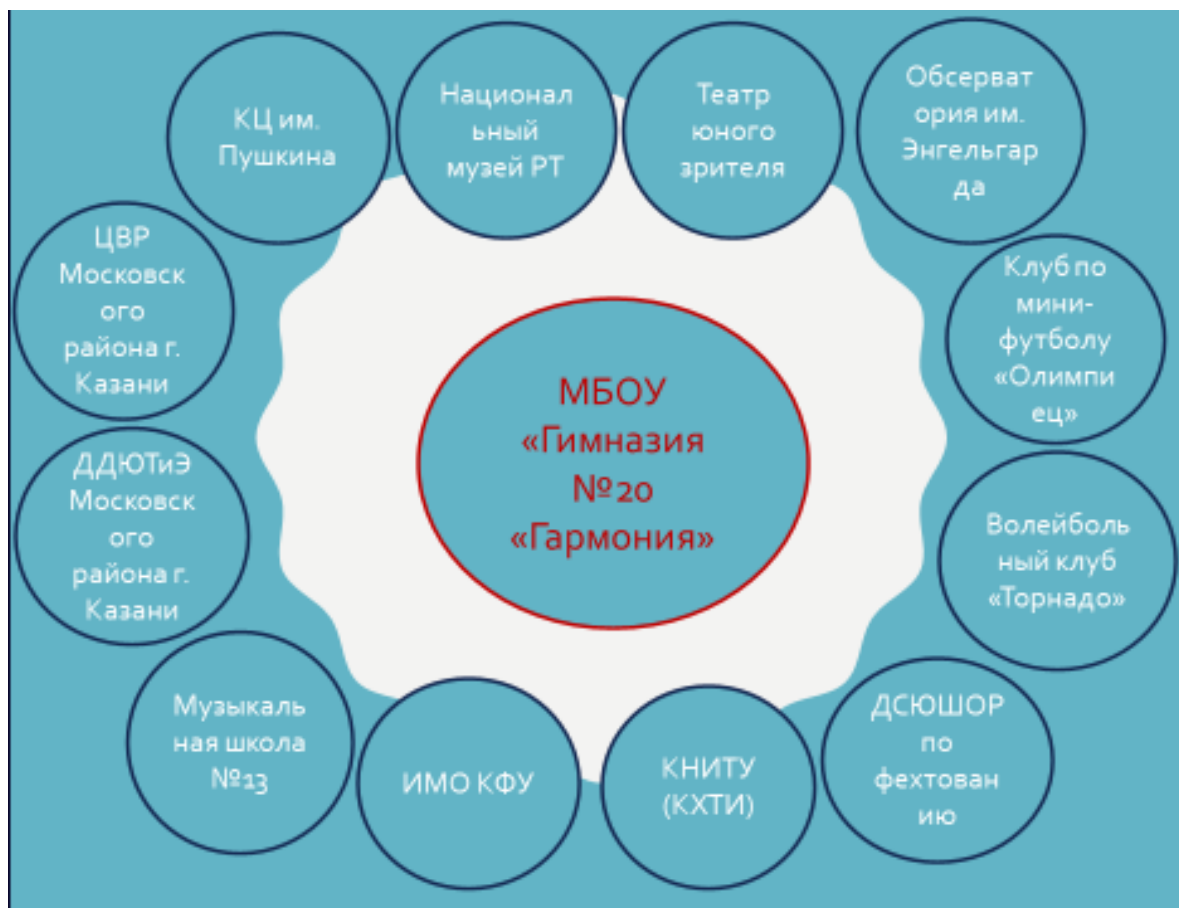 КЦ им.
Пушкина
Национал
ьный
музей РТ
Театр
юного
зрителя
Обсерват
ория им.
Энгельгар
да
ЦВР
Московск
ого
района г.
Казани
Клуб по
мини-
футболу
«Олимпи
ец»
МБОУ
«Гимназия
№20
«Гармония»
ДДЮТиЭ
Московск
ого
района г.
Казани
Волейболь
ный клуб
«Торнадо»
Музыкаль
ная школа
№13
ИМО КФУ
КНИТУ
(КХТИ)
ДСЮШОР
по
фехтован
ию